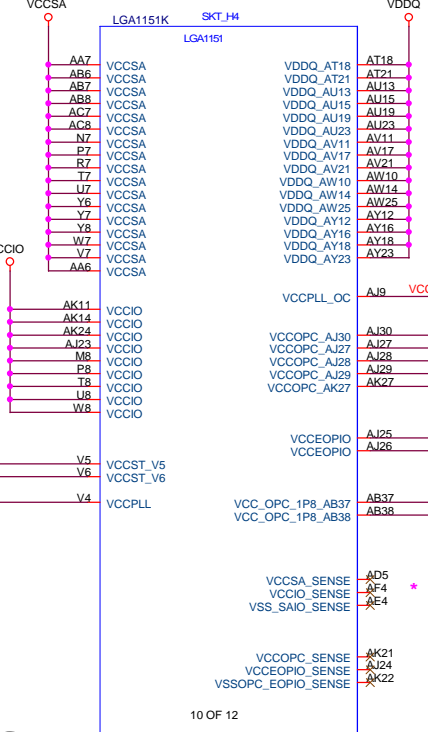 VCCSA
VDDQ
LGA1151K
SKT_H4
LGA1151
AA7 VCCSA VDDQ_AT18 AT18
AB6 VCCSA VDDQ_AT21 AT21
AB7 VCCSA VDDQ_AU13 AU13
AB8 VCCSA VDDQ_AU15 AU15
AC7 VCCSA VDDQ_AU19 AU19
AC8 VCCSA VDDQ_AU23 AU23
N7 VCCSA VDDQ_AV11 AV11
P7 VCCSA VDDQ_AV17 AV17
R7 VCCSA VDDQ_AV21 AV21
T7 VCCSA VDDQ_AW10 AW10
U7 VCCSA VDDQ_AW14 AW14
Y6 VCCSA VDDQ_AW25 AW25
Y7 VCCSA VDDQ_AY12 AY12
Y8 VCCSA VDDQ_AY16 AY16
W7 VCCSA VDDQ_AY18 AY18
V7 VCCSA VDDQ_AY23 AY23
AA6 VCCSA
CCIO
VCCPLL_OC AJ9 VCC
AK11 VCCIO
AK14 VCCIO
AK24 VCCIO VCCOPC_AJ30 AJ30
AJ23 VCCIO VCCOPC_AJ27 AJ27
M8 VCCIO VCCOPC_AJ28 AJ28
P8 VCCIO VCCOPC_AJ29 AJ29
T8 VCCIO VCCOPC_AK27 AK27
U8 VCCIO
W8 VCCIO
VCCEOPIO AJ25
VCCEOPIO AJ26
V5 VCCST_V5
V6 VCCST_V6
V4 VCCPLL VCC_OPC_1P8_AB37 AB37
VCC_OPC_1P8_AB38 AB38
VCCSA_SENSE AD5
VCCIO_SENSE AF4 *
VSS_SAIO_SENSE AE4
VCCOPC_SENSE AK21
VCCEOPIO_SENSE AJ24
VSSOPC_EOPIO_SENSE AK22
10 OF 12